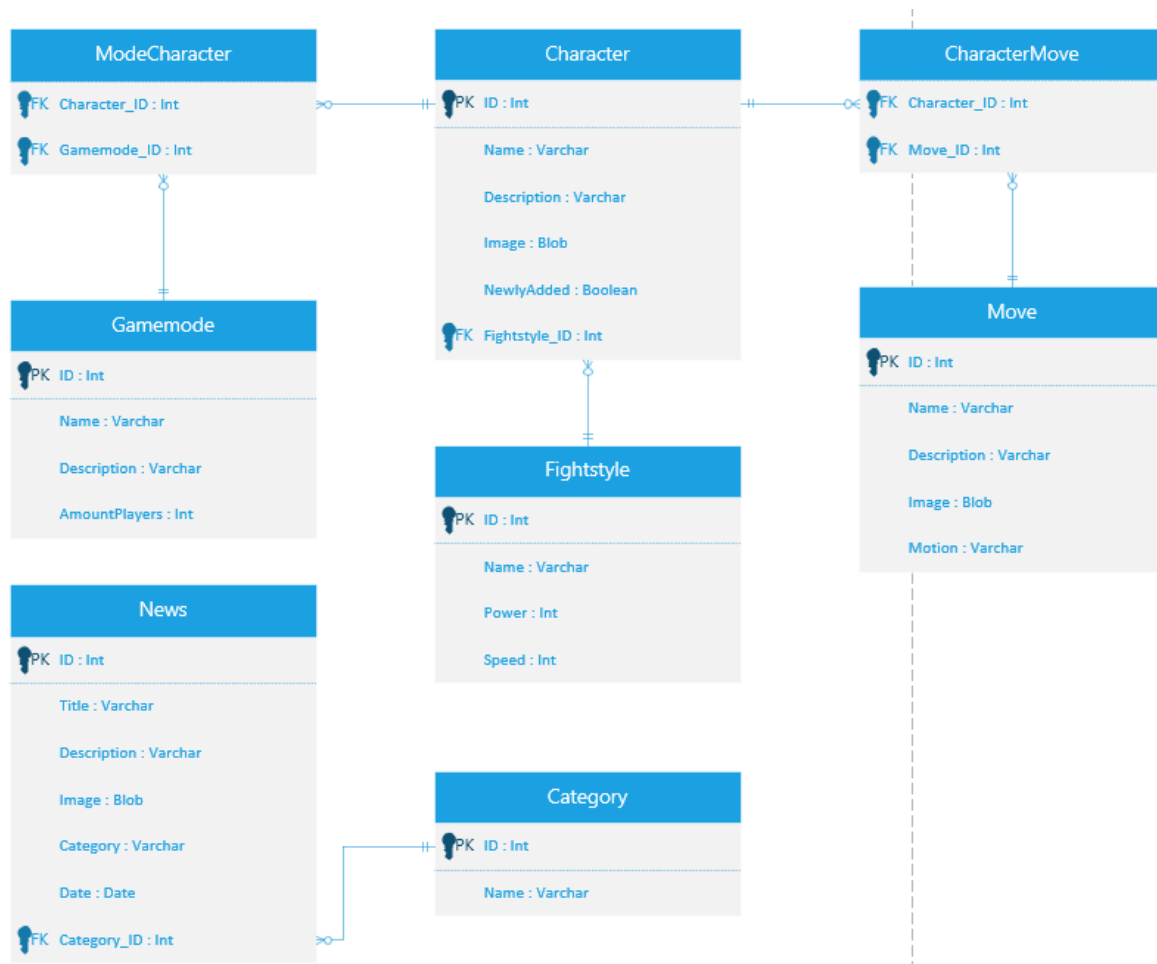 ModeCharacter
FK Character_ID : Int
FK Gamemode_ID : Int
Character
PK ID : Int
Name : Varchar
Description : Varchar
Image : Blob
NewlyAdded : Boolean
FK Fightstyle_ID : Int
CharacterMove
FK Character_ID : Int
FK Move_ID : Int
Gamemode
PK ID : Int
Name : Varchar
Description : Varchar
AmountPlayers : Int
Move
PK ID : Int
Name : Varchar
Description : Varchar
Image : Blob
Motion : Varchar
Fightstyle
PK ID : Int
Name : Varchar
Power : Int
Speed : Int
News
PK ID : Int
Title : Varchar
Description : Varchar
Image : Blob
Category : Varchar
Date : Date
FK Category_ID : Int
Category
PK ID : Int
Name : Varchar